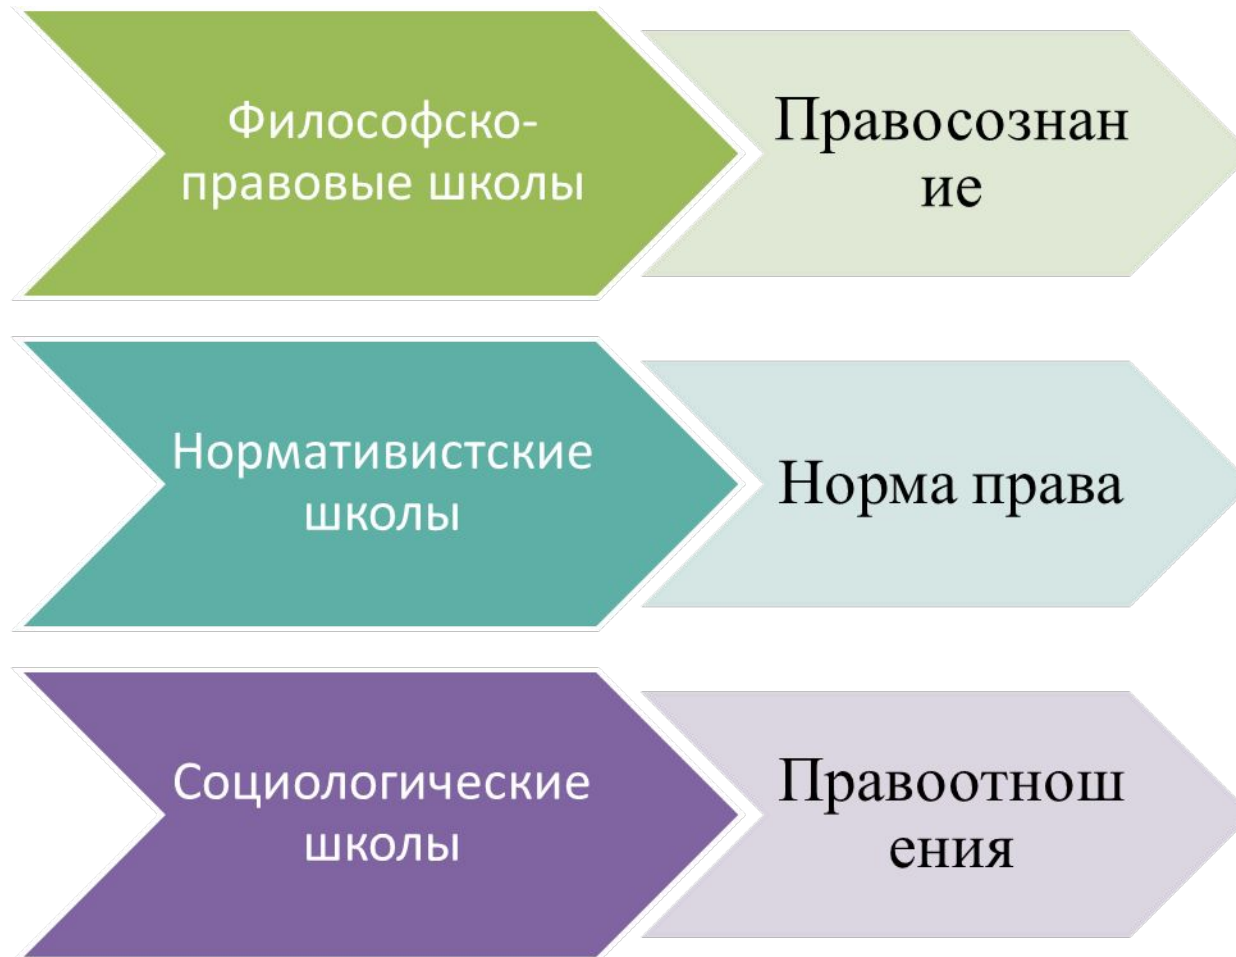 Философско-
правовые школы
Правосознан
ие
Нормативистские
школы
Норма права
Социологические
школы
Правоотнош
ения